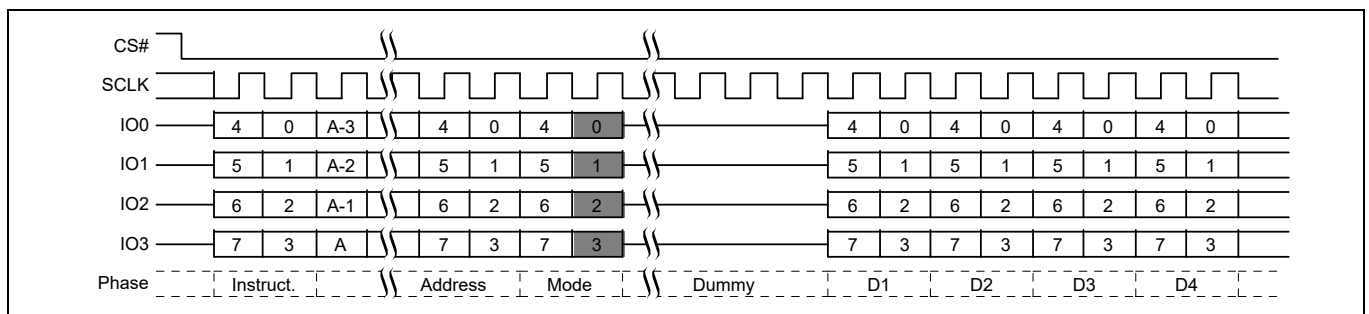 CS#
SCLK
IO0 4 0 A-3 4 0 4 0 4 0 4 0 4 0 4 0
IO1 5 1 A-2 5 1 5 1 5 1 5 1 5 1 5 1
IO2 6 2 A-1 6 2 6 2 6 2 6 2 6 2 6 2
IO3 7 3 A 7 3 7 3 7 3 7 3 7 3 7 3
Phase Instruct. Address Mode Dummy D1 D2 D3 D4